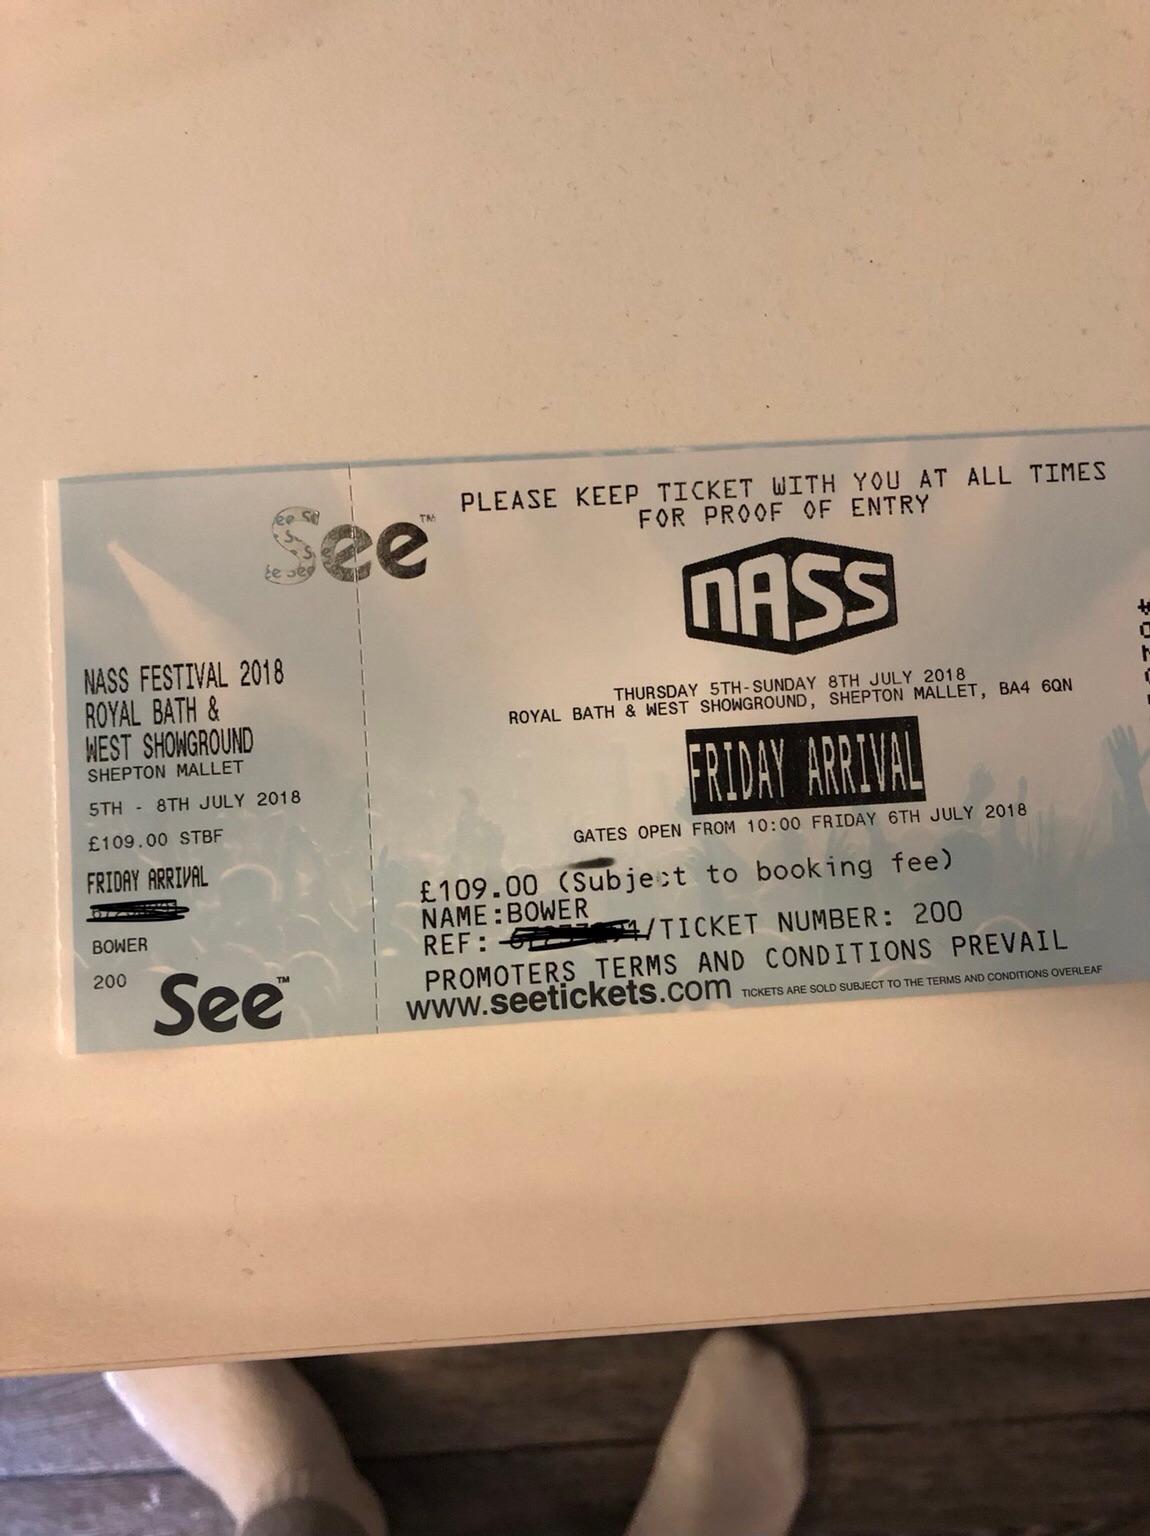 See™
NASS FESTIVAL 2018
ROYAL BATH &
WEST SHOWGROUND
SHEPTON MALLET
5TH - 8TH JULY 2018
£109.00 STBF
FRIDAY ARRIVAL
BOWER
200
See™
PLEASE KEEP TICKET WITH YOU AT ALL TIMES
FOR PROOF OF ENTRY
NASS
THURSDAY 5TH-SUNDAY 8TH JULY 2018
ROYAL BATH & WEST SHOWGROUND, SHEPTON MALLET, BA4 6QN
FRIDAY ARRIVAL
GATES OPEN FROM 10:00 FRIDAY 6TH JULY 2018
£109.00 (Subject to booking fee)
NAME:BOWER
REF: /TICKET NUMBER: 200
PROMOTERS TERMS AND CONDITIONS PREVAIL
www.seetickets.com TICKETS ARE SOLD SUBJECT TO THE TERMS AND CONDITIONS OVERLEAF